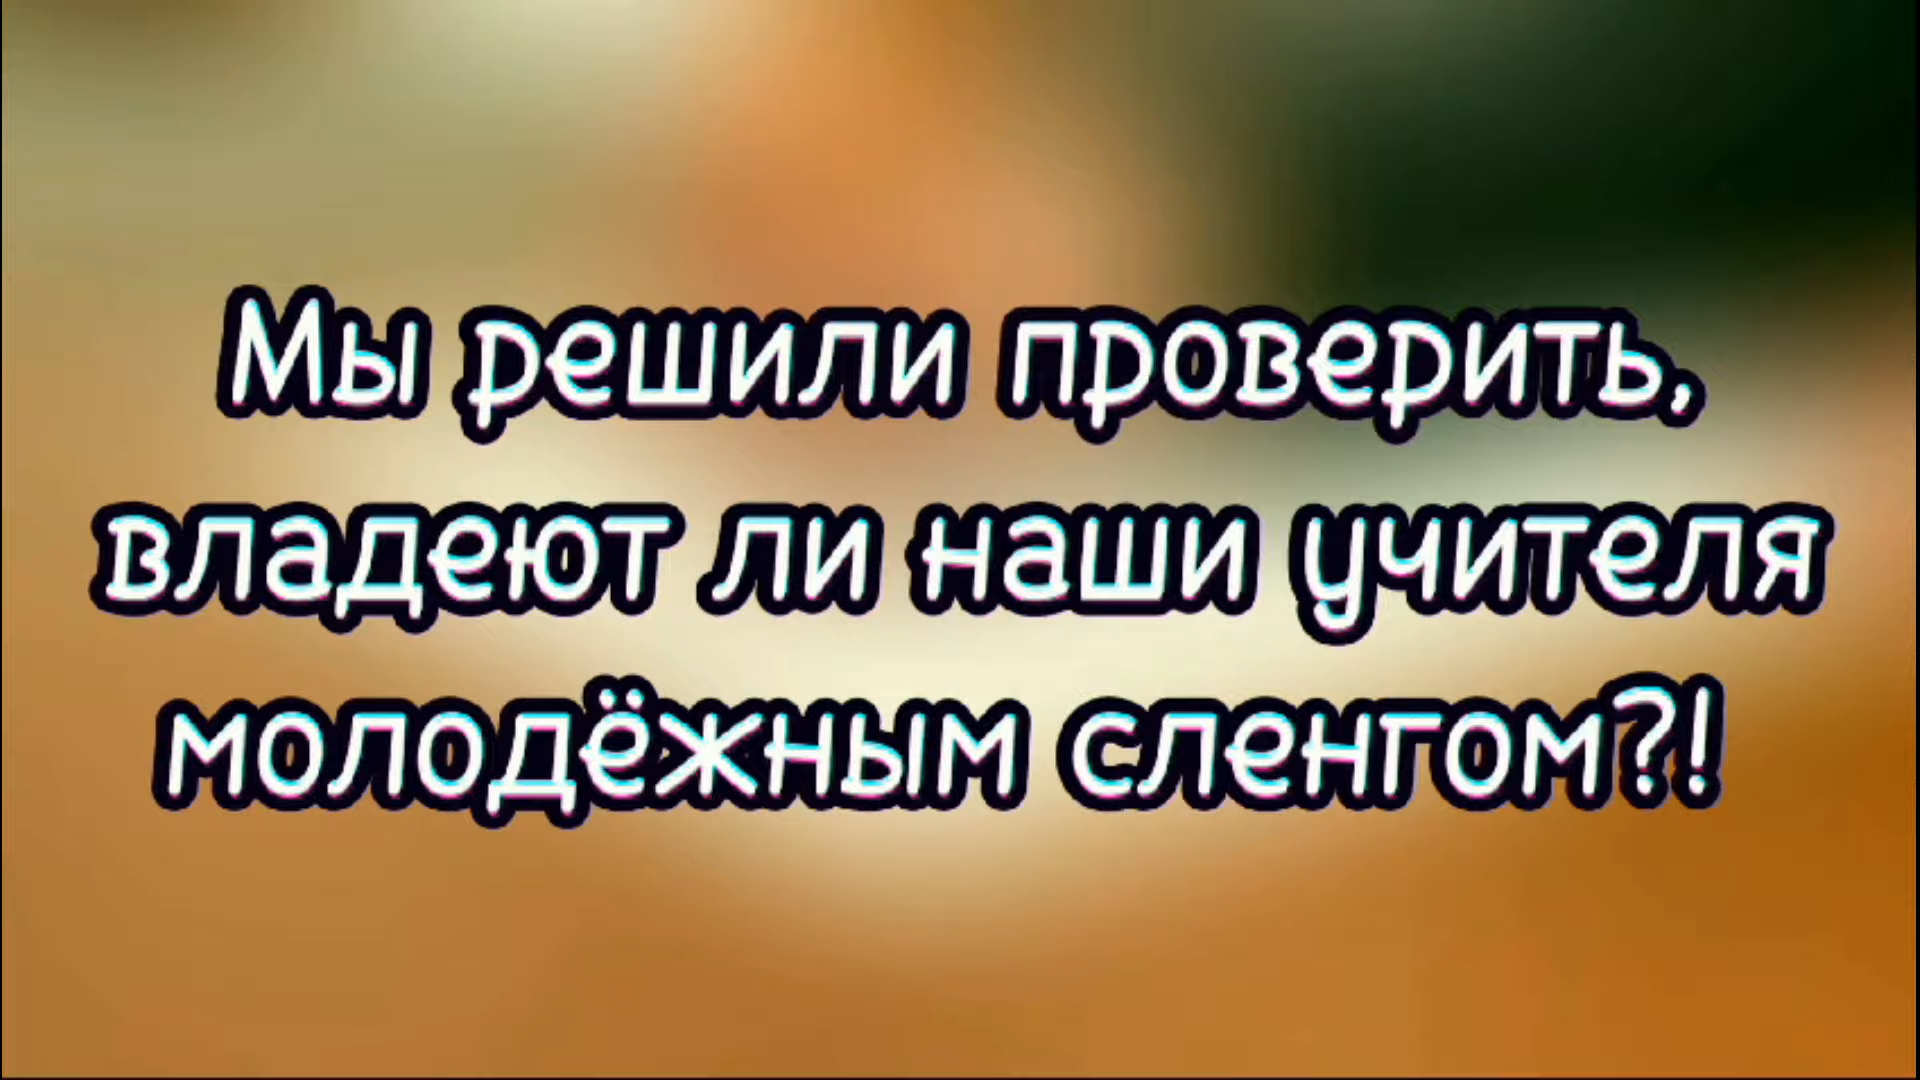 Мы решили проверить,
владеют ли наши учителя
молодёжным сленгом?!